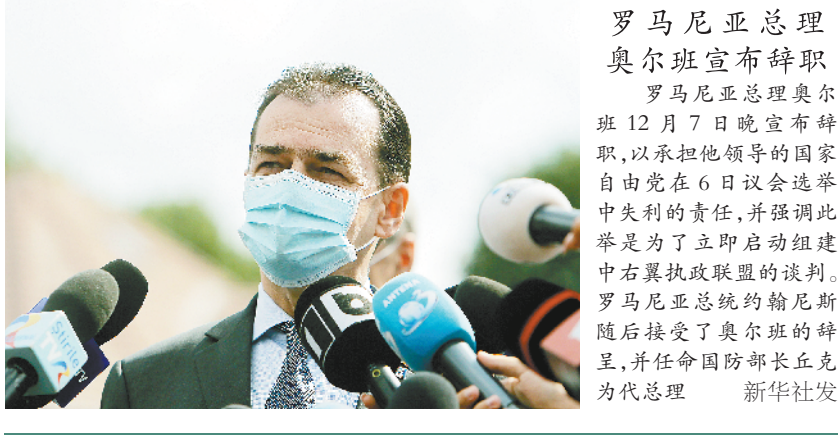 罗马尼亚总理
奥尔班宣布辞职
罗马尼亚总理奥尔
班 12 月 7 日晚宣布辞
职,以承担他领导的国家
自由党在 6 日议会选举
中失利的责任,并强调此
举是为了立即启动组建
中右翼执政联盟的谈判。
罗马尼亚总统约翰尼斯
随后接受了奥尔班的辞
呈,并任命国防部长丘克
为代总理 新华社发
ANTENA
Știrile
TV